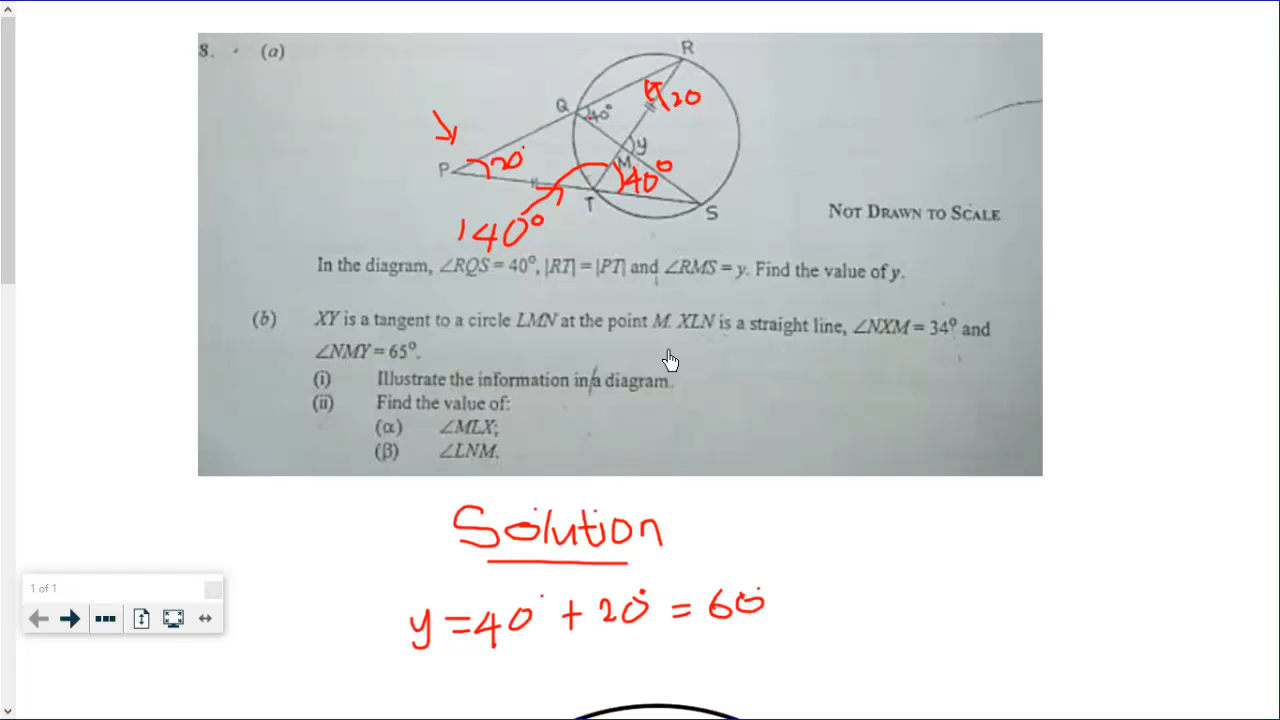 8. (a)
R
Q
40°
20
y
P
20°
M
40°
T
S
140°
NOT DRAWN TO SCALE
In the diagram, ∠RQS = 40°, |RT| = |PT| and ∠RMS = y. Find the value of y.
(b) XY is a tangent to a circle LMN at the point M. XLN is a straight line, ∠NXM = 34° and
∠NMY = 65°.
(i) Illustrate the information in a diagram.
(ii) Find the value of:
(α) ∠MLX;
(β) ∠LNM.
Solution
1 of 1
y = 40° + 20° = 60°